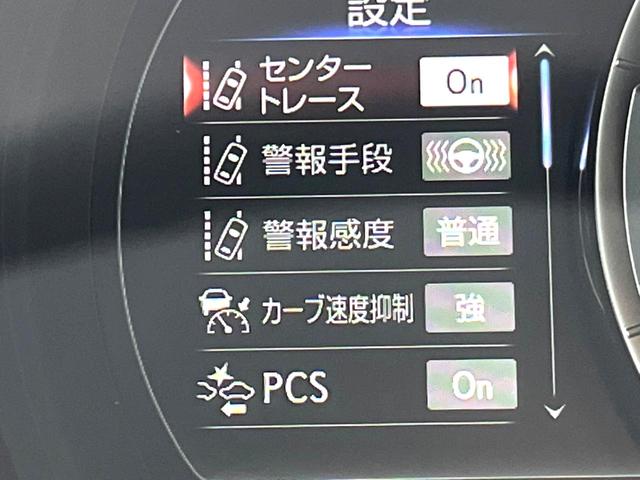 設定
センター
トレース
On
警報手段
警報感度
普通
カーブ速度抑制
強
PCS
On